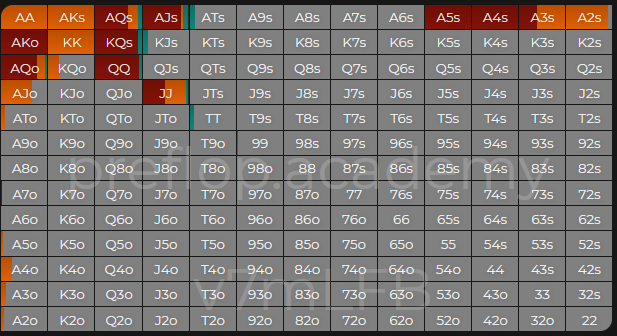 AA AKs AQs AJs ATs A9s A8s A7s A6s A5s A4s A3s A2s
AKo KK KQs KJs KTs K9s K8s K7s K6s K5s K4s K3s K2s
AQo KQo QQ QJs QTs Q9s Q8s Q7s Q6s Q5s Q4s Q3s Q2s
AJo KJo QJo JJ JTs J9s J8s J7s J6s J5s J4s J3s J2s
ATo KTo QTo JTo TT T9s T8s T7s T6s T5s T4s T3s T2s
A9o K9o Q9o J9o T9o 99 98s 97s 96s 95s 94s 93s 92s
A8o K8o Q8o J8o T8o 98o 88 87s 86s 85s 84s 83s 82s
preflop.academy
A7o K7o Q7o J7o T7o 97o 87o 77 76s 75s 74s 73s 72s
A6o K6o Q6o J6o T6o 96o 86o 76o 66 65s 64s 63s 62s
A5o K5o Q5o J5o T5o 95o 85o 75o 65o 55 54s 53s 52s
A4o K4o Q4o J4o T4o 94o 84o 74o 64o 54o 44 43s 42s
v7mLFB
A3o K3o Q3o J3o T3o 93o 83o 73o 63o 53o 43o 33 32s
A2o K2o Q2o J2o T2o 92o 82o 72o 62o 52o 42o 32o 22